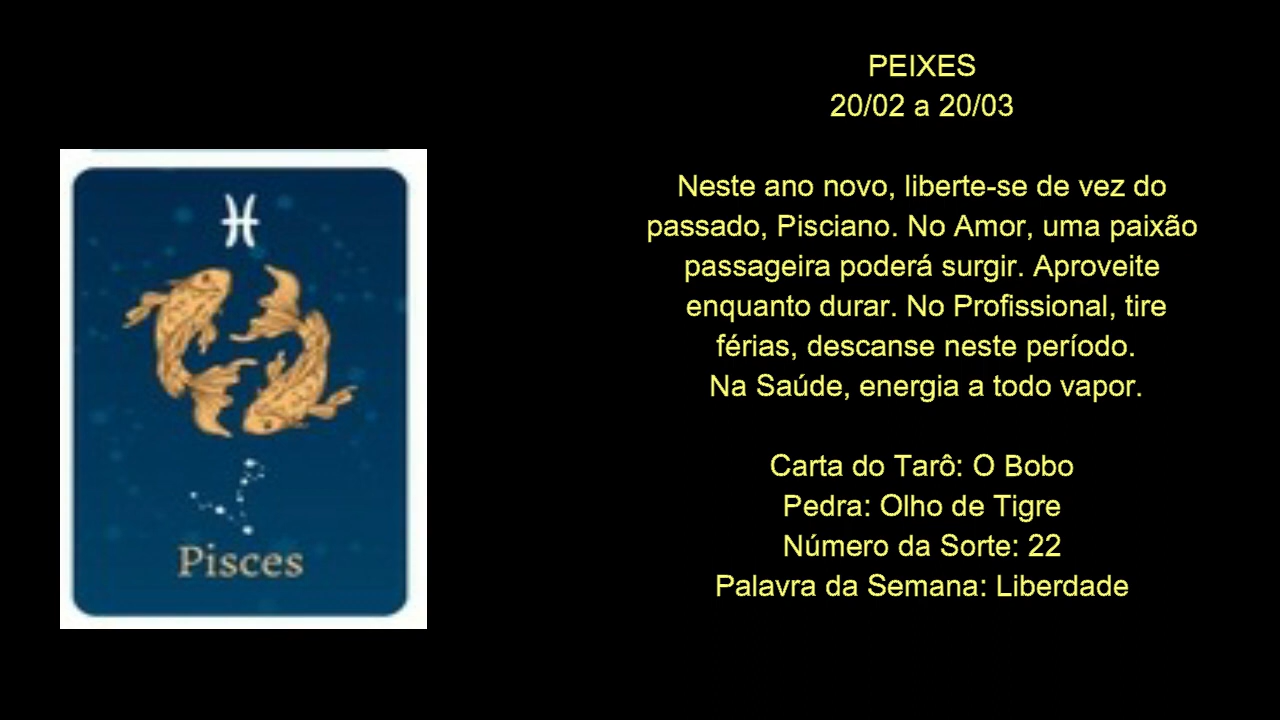 PEIXES
20/02 a 20/03
Neste ano novo, liberte-se de vez do
passado, Pisciano. No Amor, uma paixão
passageira poderá surgir. Aproveite
enquanto durar. No Profissional, tire
férias, descanse neste período.
Na Saúde, energia a todo vapor.
Carta do Tarô: O Bobo
Pedra: Olho de Tigre
Número da Sorte: 22
Palavra da Semana: Liberdade
Pisces